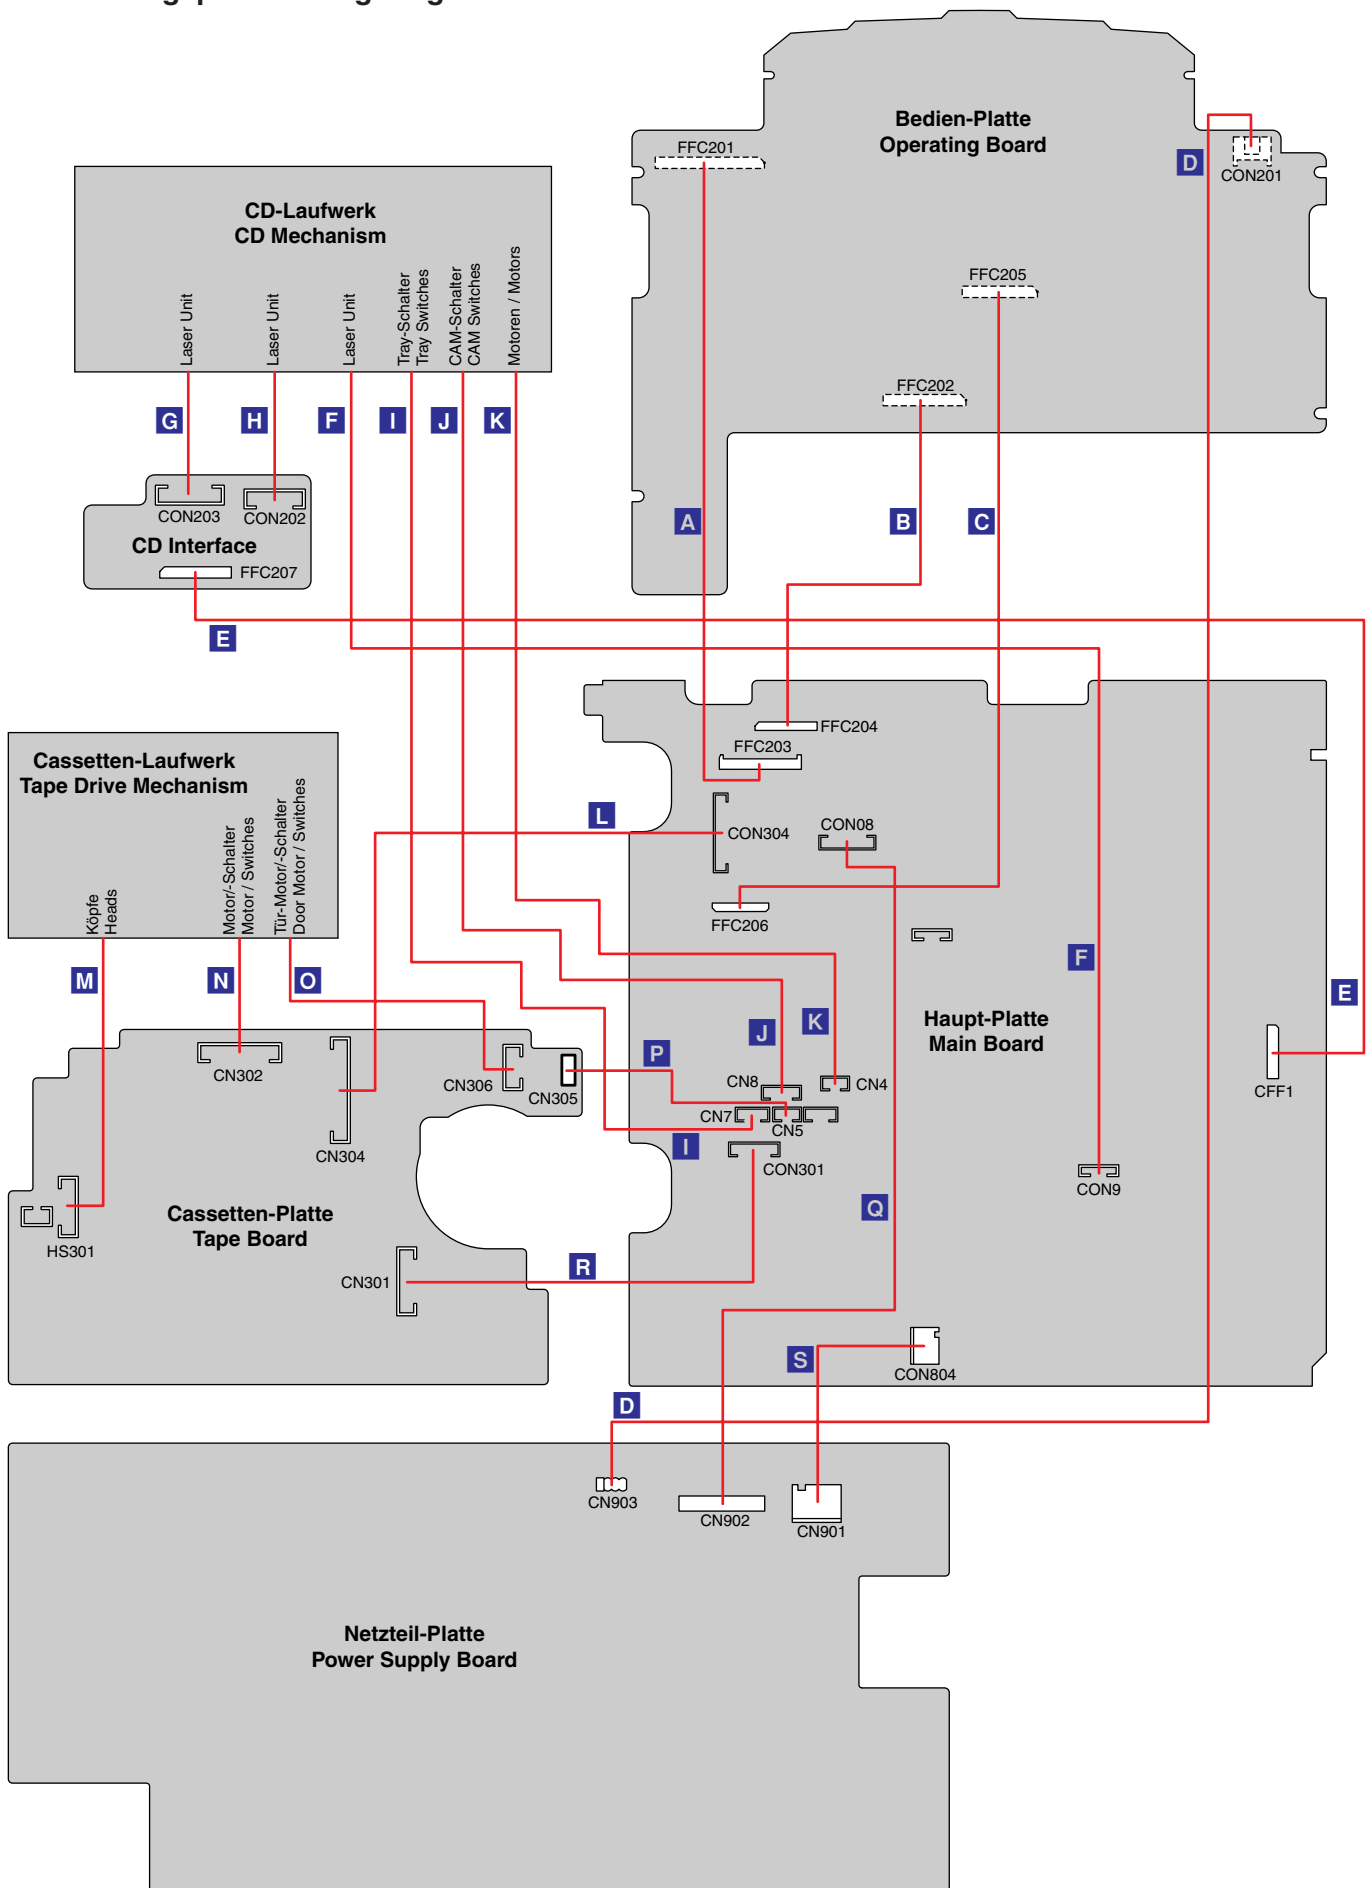 Bedien-Platte
Operating Board
FFC201
D
CON201
CD-Laufwerk
CD Mechanism
FFC205
Laser Unit
Laser Unit
Laser Unit
Tray-Schalter
Tray Switches
CAM-Schalter
CAM Switches
Motoren / Motors
FFC202
G
H
F
I
J
K
CON203
CON202
A
B
C
CD Interface
FFC207
E
FFC204
FFC203
Cassetten-Laufwerk
Tape Drive Mechanism
Köpfe
Heads
Motor/-Schalter
Motor / Switches
Tür-Motor/-Schalter
Door Motor / Switches
L
CON304
CON08
FFC206
M
N
O
F
E
Haupt-Platte
Main Board
J
K
P
CN302
CN306
CN305
CN8
CN4
CFF1
CN7
CN5
CN304
I
CON301
CON9
Cassetten-Platte
Tape Board
Q
HS301
R
CN301
S
CON804
D
CN903
CN902
CN901
Netzteil-Platte
Power Supply Board